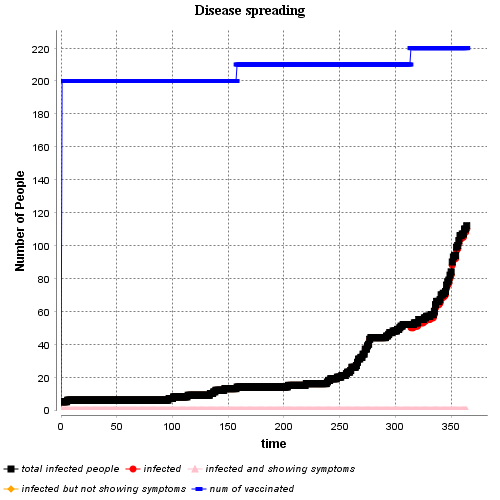 Disease spreading
220
200
180
160
140
120
100
80
60
40
20
0
Number of People
0 50 100 150 200 250 300 350
time
total infected people infected infected and showing symptoms
infected but not showing symptoms num of vaccinated